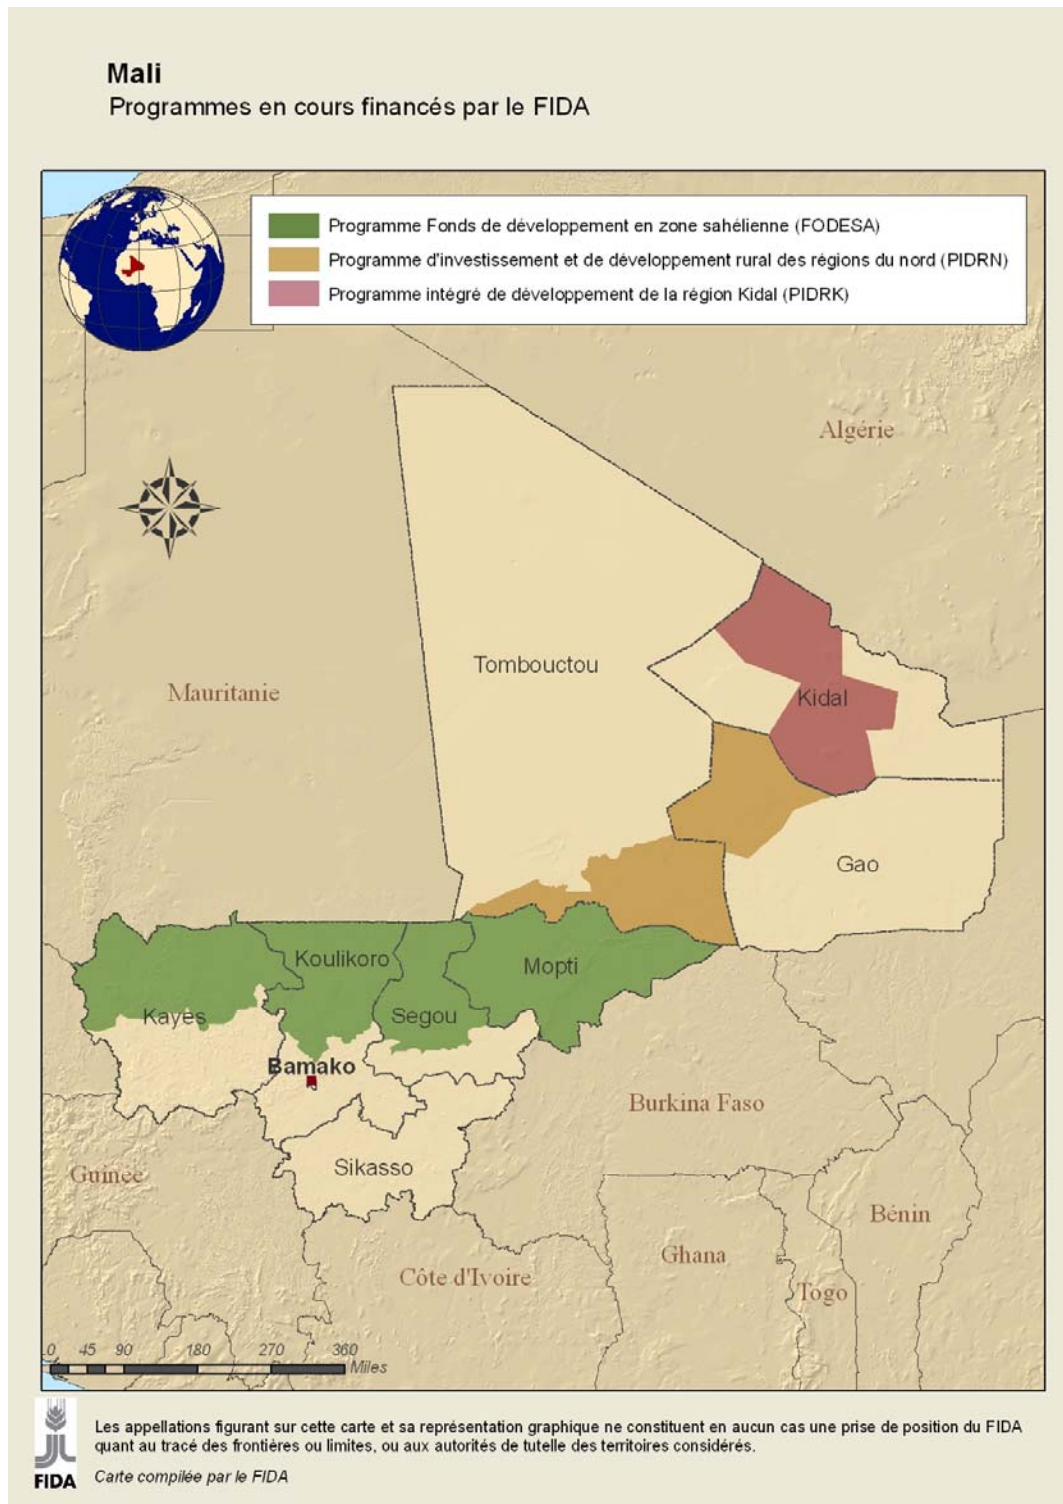 Mali
Programmes en cours financés par le FIDA
Programme Fonds de développement en zone sahélienne (FODESA)
Programme d'investissement et de développement rural des régions du nord (PIDRN)
Programme intégré de développement de la région Kidal (PIDRK)
Algérie
Tombouctou
Mauritanie
Kidal
Gao
Koulikoro
Mopti
Kayes
Segou
Bamako
Burkina Faso
Sikasso
Guinée
Bénin
Ghana
Côte d'Ivoire
Togo
0 45 90 180 270 360
Miles
Les appellations figurant sur cette carte et sa représentation graphique ne constituent en aucun cas une prise de position du FIDA
quant au tracé des frontières ou limites, ou aux autorités de tutelle des territoires considérés.
FIDA
Carte compilée par le FIDA